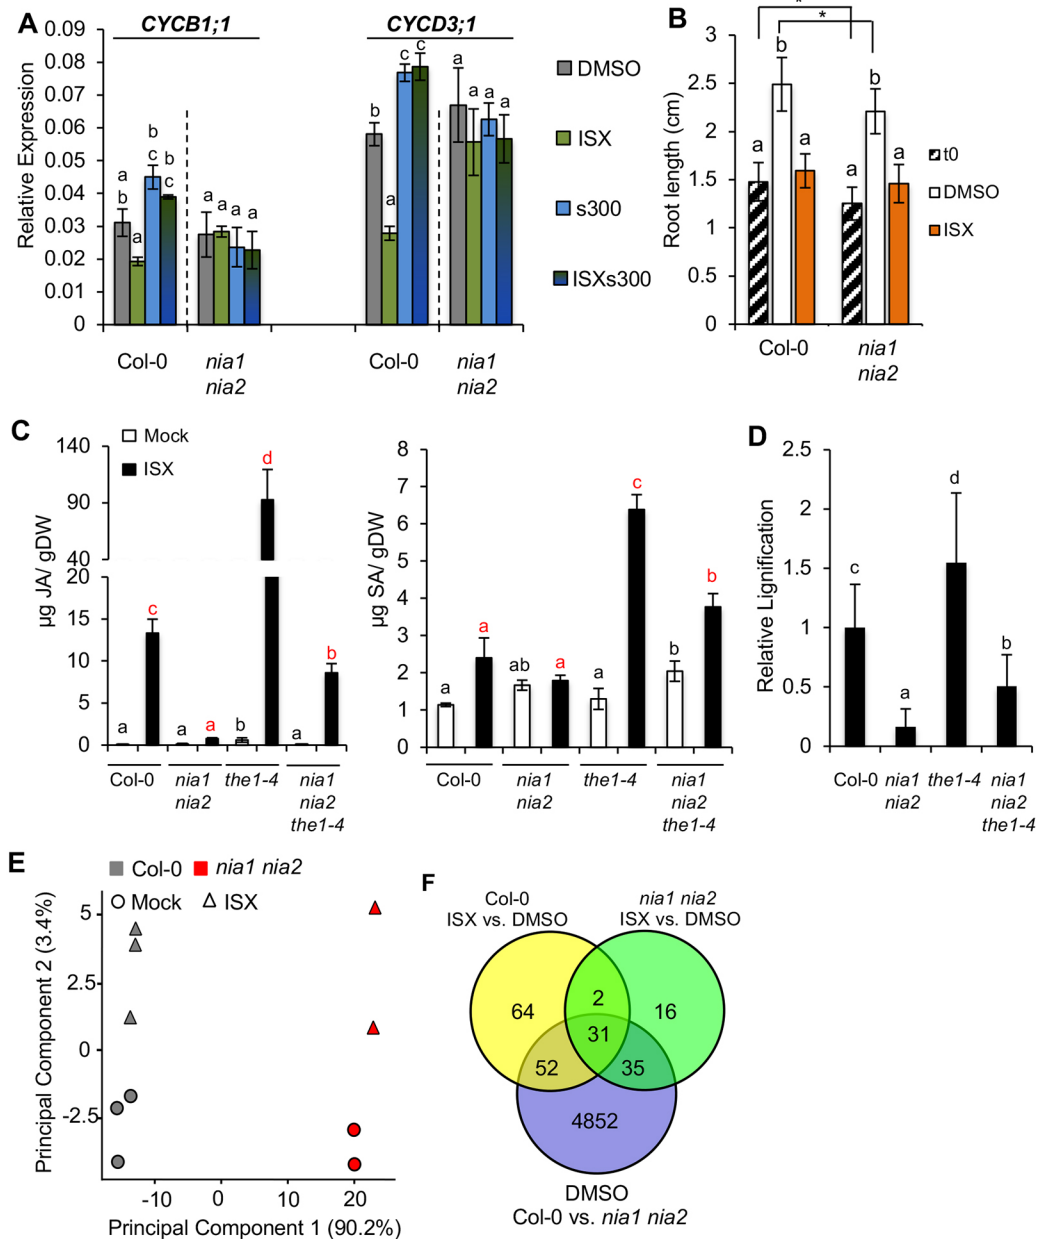 A
CYCB1;1
CYCD3;1
Relative Expression
0.09
0.08
0.07
0.06
0.05
0.04
0.03
0.02
0.01
0
a
b
a
b
c
b
c
a
a
a
a
b
a
c
c
a
a
a
a
Col-0
nia1
nia2
Col-0
nia1
nia2
DMSO
ISX
s300
ISXs300
B
*
*
Root length (cm)
3
2.5
2
1.5
1
0.5
0
a
b
a
a
b
a
Col-0
nia1
nia2
t0
DMSO
ISX
C
Mock
ISX
µg JA/ gDW
140
90
40
20
15
10
5
0
a
c
a
a
b
d
a
b
Col-0
nia1
nia2
the1-4
nia1
nia2
the1-4
µg SA/ gDW
8
7
6
5
4
3
2
1
0
a
a
ab
a
a
c
b
b
Col-0
nia1
nia2
the1-4
nia1
nia2
the1-4
D
Relative Lignification
2.5
2
1.5
1
0.5
0
c
a
d
b
Col-0
nia1
nia2
the1-4
nia1
nia2
the1-4
E
Col-0
nia1 nia2
Mock
ISX
Principal Component 2 (3.4%)
5
2.5
0
-2.5
-10
0
10
20
Principal Component 1 (90.2%)
F
Col-0
ISX vs. DMSO
nia1 nia2
ISX vs. DMSO
64
2
16
31
52
35
4852
DMSO
Col-0 vs. nia1 nia2